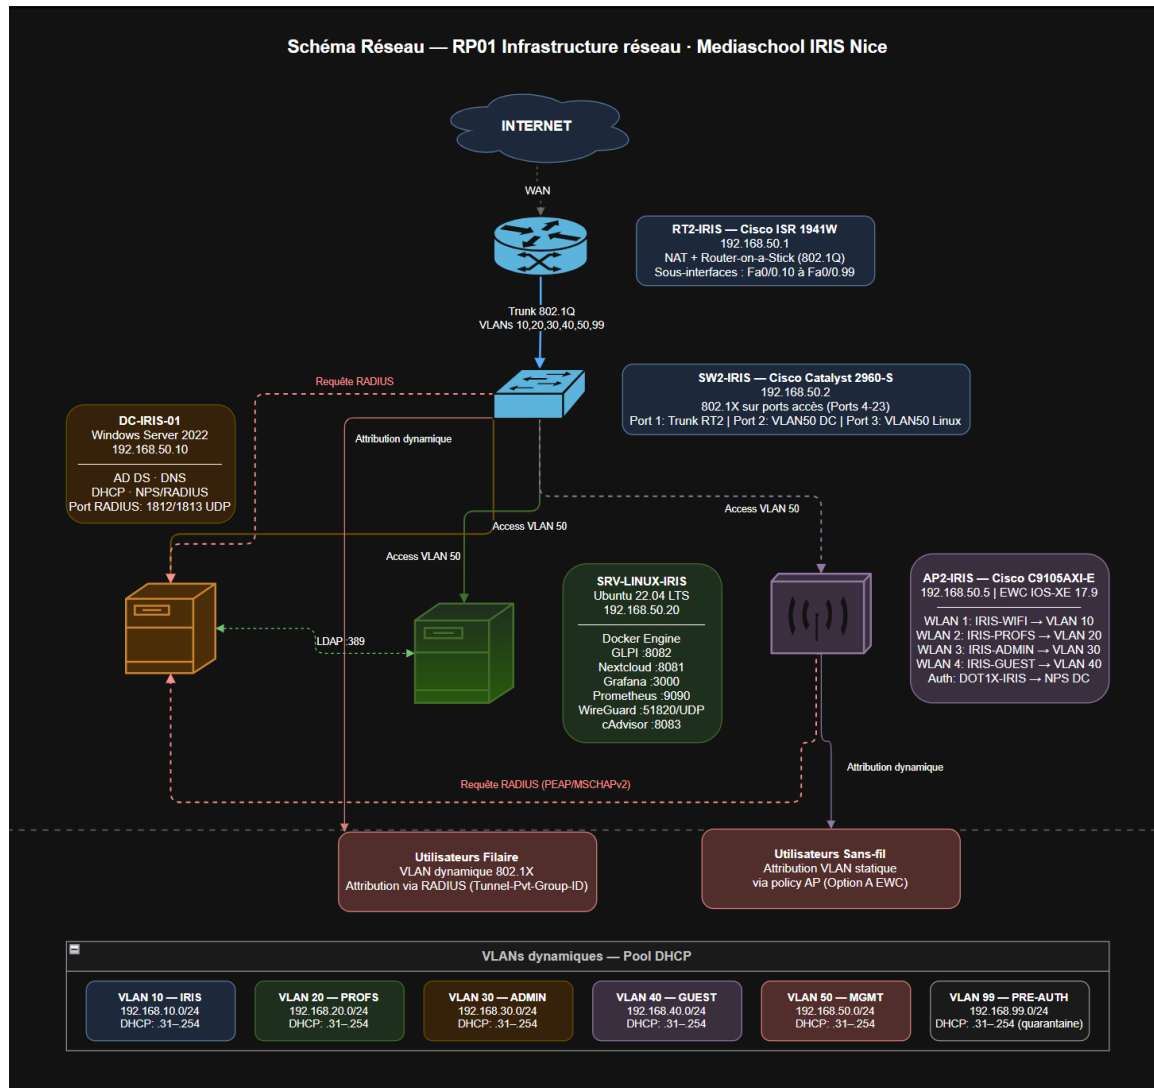 Schéma Réseau — RP01 Infrastructure réseau · Mediaschool IRIS Nice
INTERNET
WAN
RT2-IRIS — Cisco ISR 1941W
192.168.50.1
NAT + Router-on-a-Stick (802.1Q)
Sous-interfaces : Fa0/0.10 à Fa0/0.99
Trunk 802.1Q
VLANs 10,20,30,40,50,99
Requête RADIUS
SW2-IRIS — Cisco Catalyst 2960-S
192.168.50.2
802.1X sur ports accès (Ports 4-23)
Port 1: Trunk RT2 | Port 2: VLAN50 DC | Port 3: VLAN50 Linux
DC-IRIS-01
Windows Server 2022
192.168.50.10
AD DS · DNS
DHCP · NPS/RADIUS
Port RADIUS: 1812/1813 UDP
Attribution dynamique
Access VLAN 50
Access VLAN 50
Access VLAN 50
SRV-LINUX-IRIS
Ubuntu 22.04 LTS
192.168.50.20
Docker Engine
GLPI :8082
Nextcloud :8081
Grafana :3000
Prometheus :9090
WireGuard :51820/UDP
cAdvisor :8083
AP2-IRIS — Cisco C9105AXI-E
192.168.50.5 | EWC IOS-XE 17.9
WLAN 1: IRIS-WIFI → VLAN 10
WLAN 2: IRIS-PROFS → VLAN 20
WLAN 3: IRIS-ADMIN → VLAN 30
WLAN 4: IRIS-GUEST → VLAN 40
Auth: DOT1X-IRIS → NPS DC
LDAP :389
Attribution dynamique
Requête RADIUS (PEAP/MSCHAPv2)
Utilisateurs Filaire
VLAN dynamique 802.1X
Attribution via RADIUS (Tunnel-Pvt-Group-ID)
Utilisateurs Sans-fil
Attribution VLAN statique
via policy AP (Option A EWC)
VLANs dynamiques — Pool DHCP
VLAN 10 — IRIS
192.168.10.0/24
DHCP: .31–.254
VLAN 20 — PROFS
192.168.20.0/24
DHCP: .31–.254
VLAN 30 — ADMIN
192.168.30.0/24
DHCP: .31–.254
VLAN 40 — GUEST
192.168.40.0/24
DHCP: .31–.254
VLAN 50 — MGMT
192.168.50.0/24
DHCP: .31–.254
VLAN 99 — PRE-AUTH
192.168.99.0/24
DHCP: .31–.254 (quarantaine)